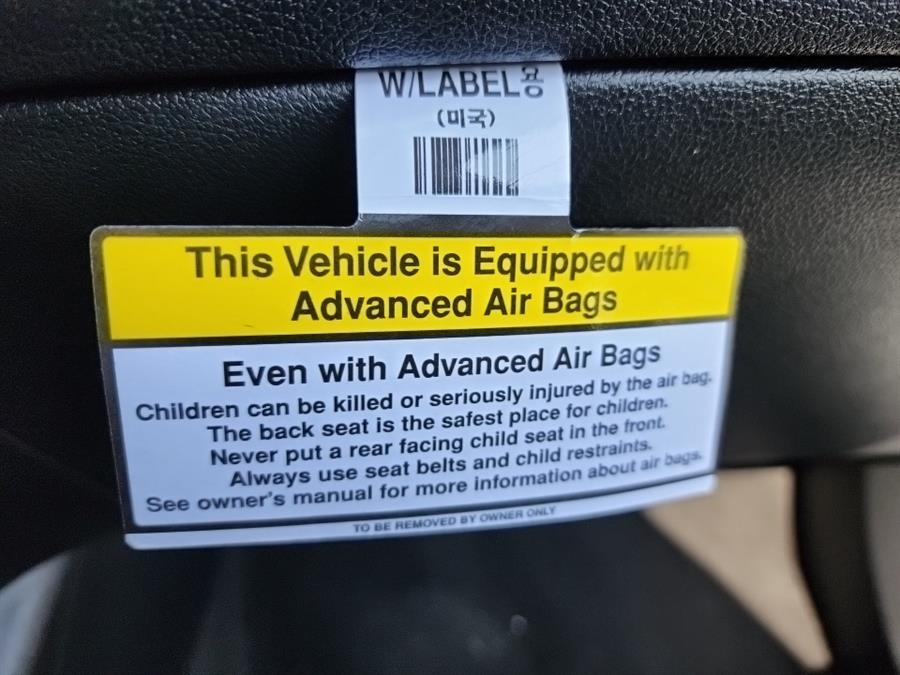 W/LABEL용
(미국)
This Vehicle is Equipped with
Advanced Air Bags
Even with Advanced Air Bags
Children can be killed or seriously injured by the air bag.
The back seat is the safest place for children.
Never put a rear facing child seat in the front.
Always use seat belts and child restraints.
See owner's manual for more information about air bags.
TO BE REMOVED BY OWNER ONLY